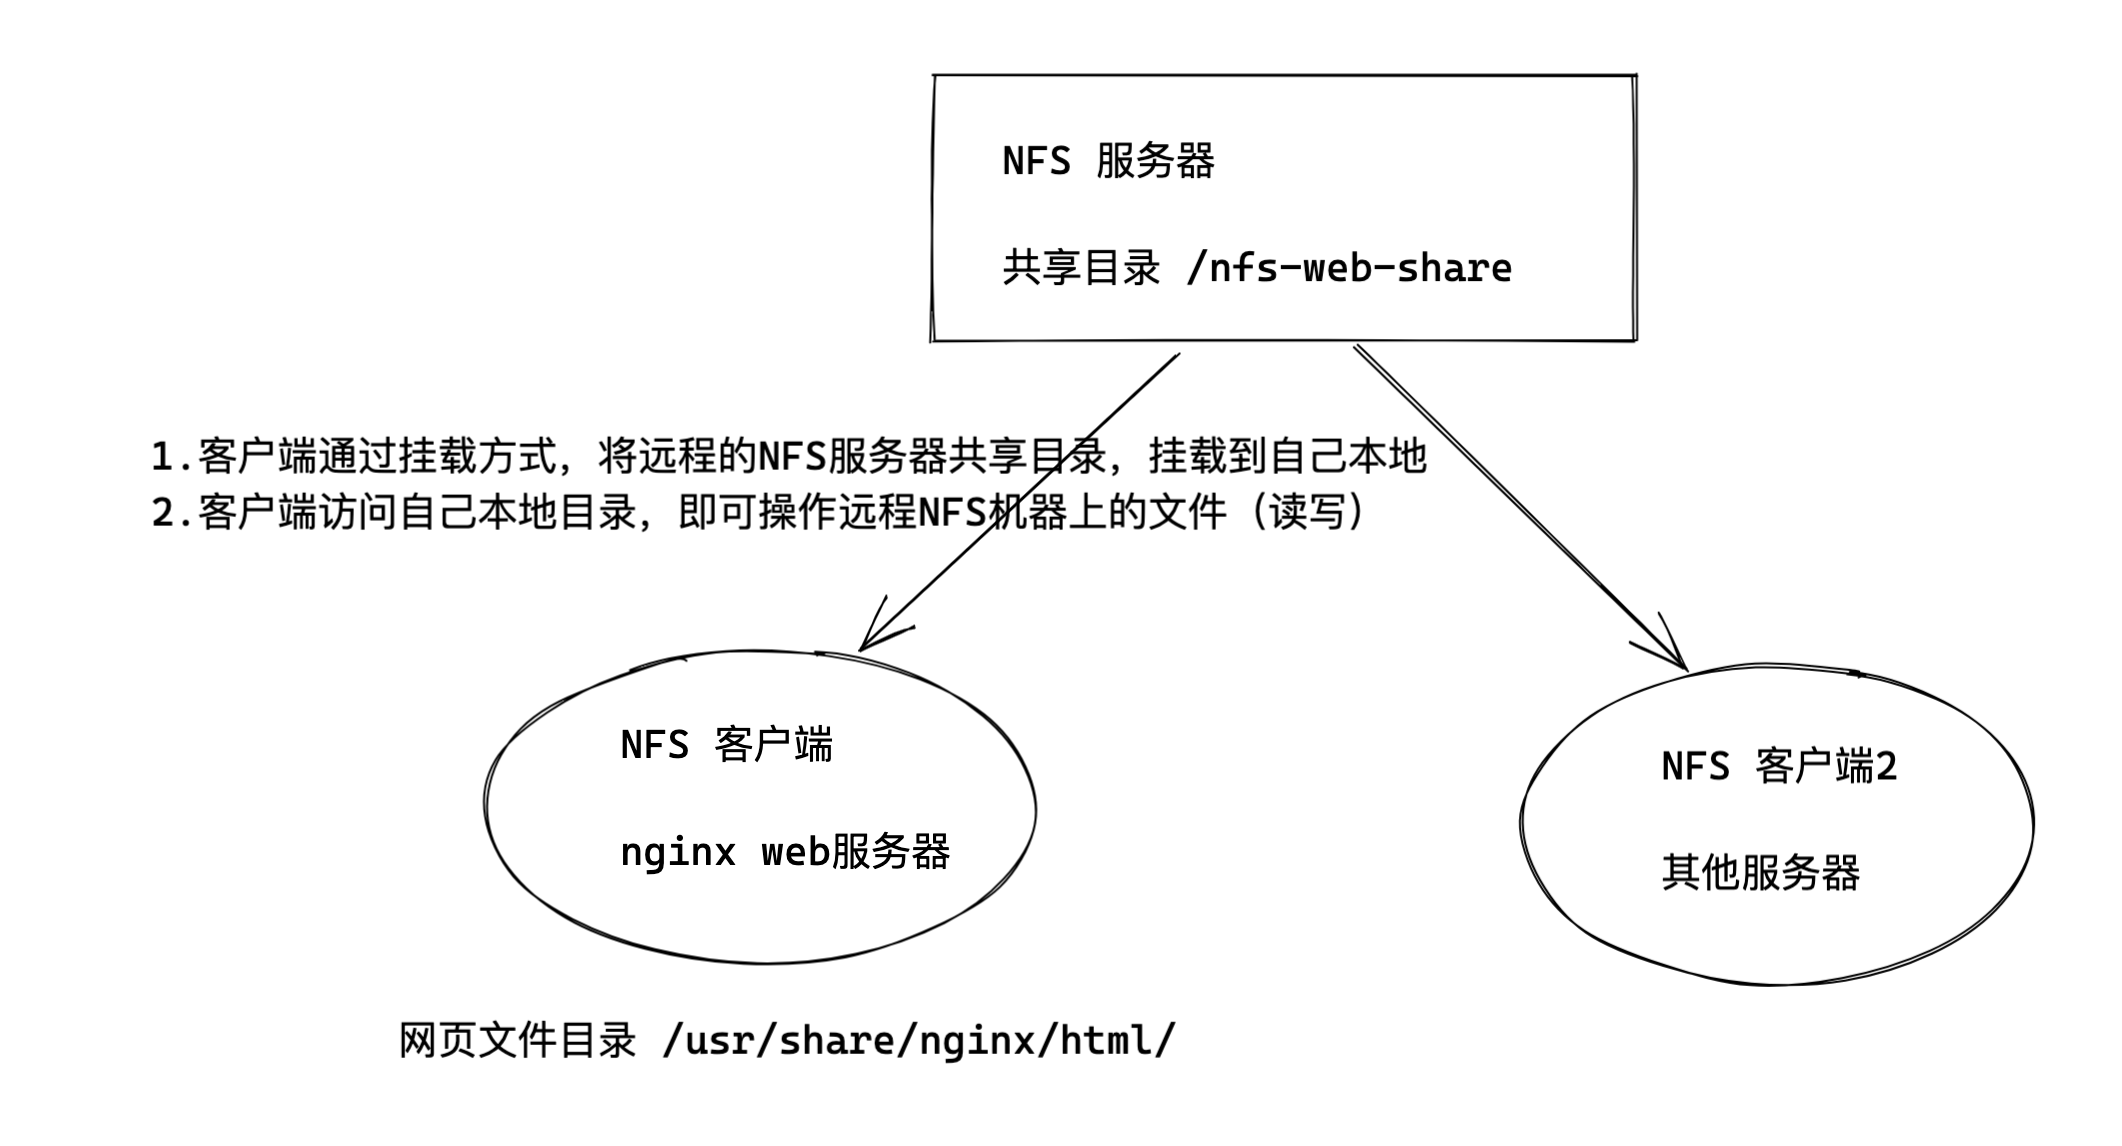 NFS 服务器
共享目录 /nfs-web-share
1.客户端通过挂载方式，将远程的NFS服务器共享目录，挂载到自己本地
2.客户端访问自己本地目录，即可操作远程NFS机器上的文件（读写）
NFS 客户端
nginx web服务器
NFS 客户端2
其他服务器
网页文件目录 /usr/share/nginx/html/